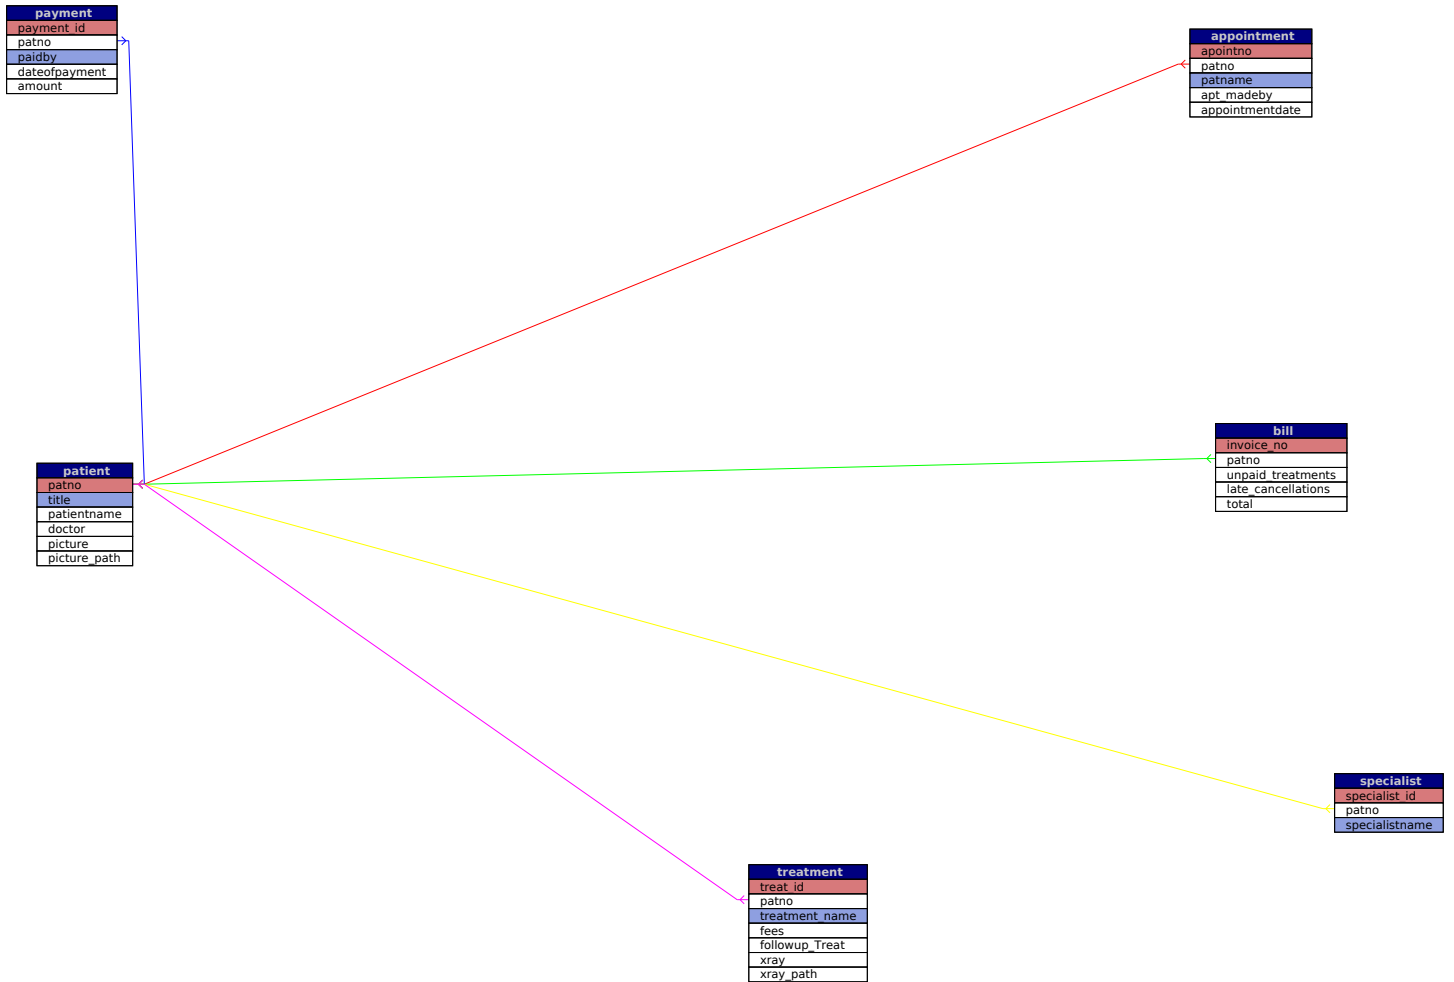 payment
payment_id
patno
paidby
dateofpayment
amount
appointment
apointno
patno
patname
apt_madeby
appointmentdate
bill
invoice_no
patno
unpaid_treatments
late_cancellations
total
patient
patno
title
patientname
doctor
picture
picture_path
specialist
specialist_id
patno
specialistname
treatment
treat_id
patno
treatment_name
fees
followup_Treat
xray
xray_path